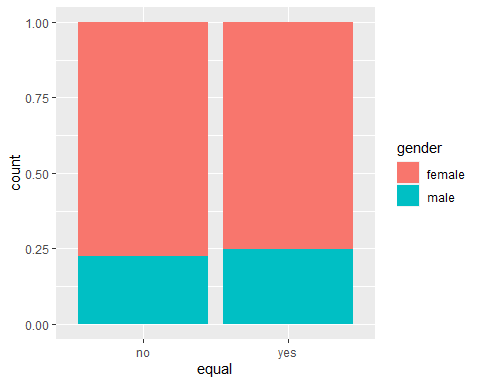 1.00
0.75
0.50
0.25
0.00
count
no
yes
equal
gender
female
male